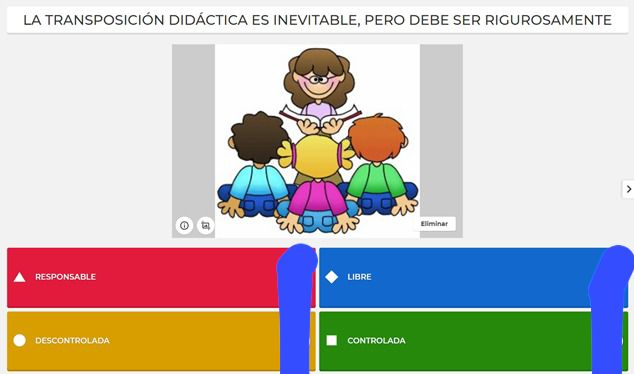 LA TRANSPOSICIÓN DIDÁCTICA ES INEVITABLE, PERO DEBE SER RIGUROSAMENTE
Eliminar
RESPONSABLE
LIBRE
DESCONTROLADA
CONTROLADA